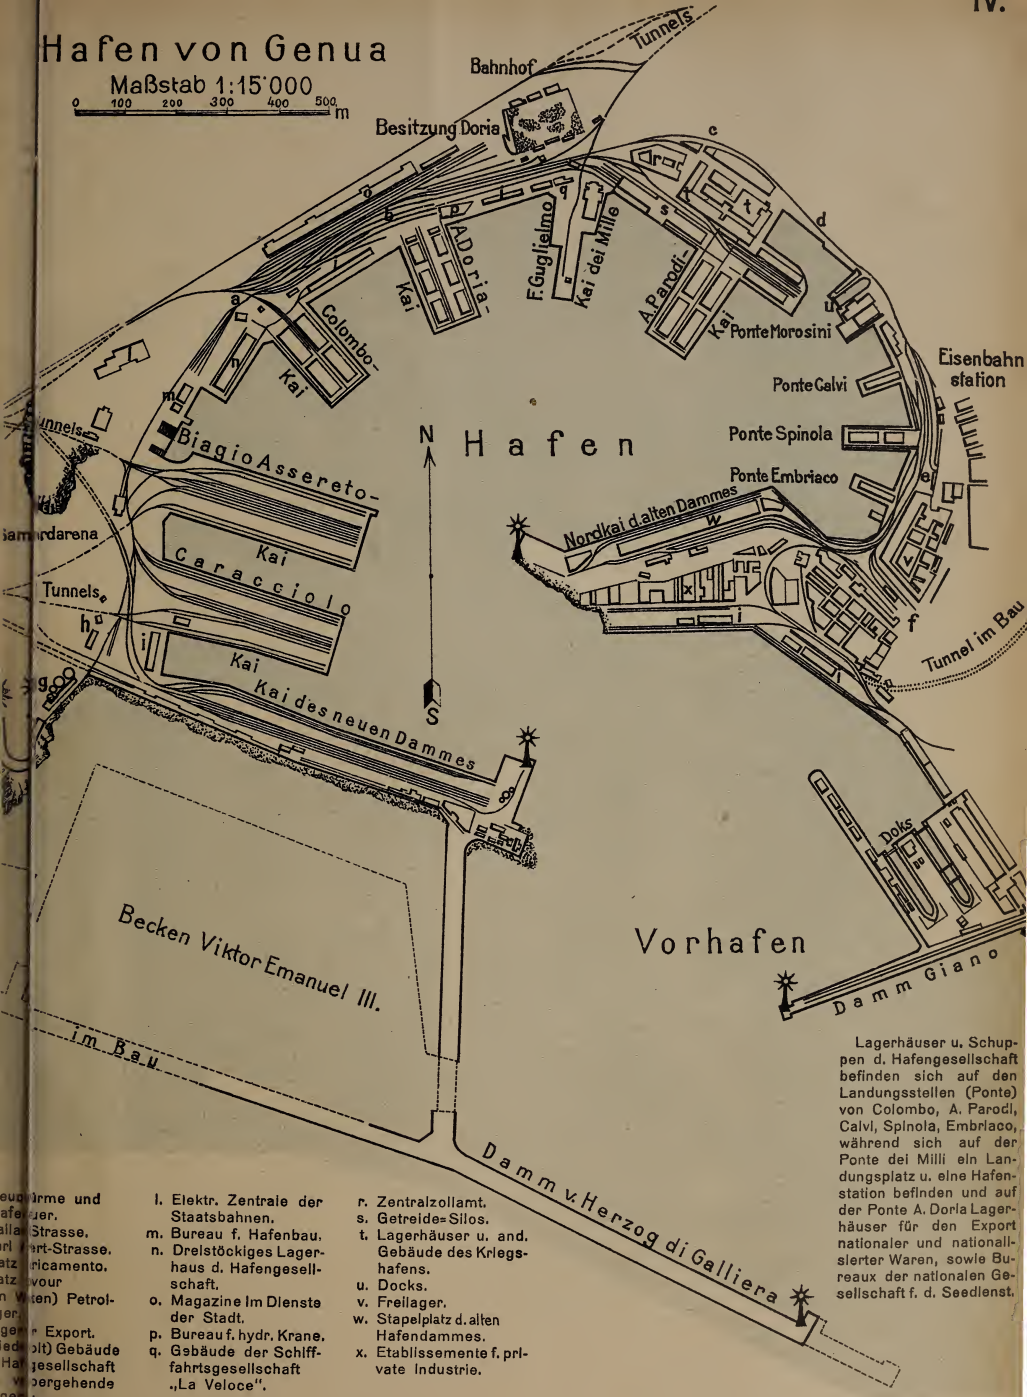 IV.
Hafen von Genua
Maßstab 1:15'000
0 100 200 300 400 500 m
Tunnels
Bahnhof
Besitzung Doria
c
r
o
b
l
q
p
s
t
d
A. Doria-
Kai
F. Guglielmo
Kai dei Mille
A. Parodi-
Kai
Ponte Morosini
u
a
Colombo-
Kai
n
m
Ponte Calvi
Eisenbahn
station
Biagio Assereto-
Kai
N
Hafen
Ponte Spinola
Ponte Embriaco
e
Nordkai d. alten Dammes
w
v
x
i
f
Tunnel im Bau
Caracciolo
Kai
Tunnels
h
i
g
S
Kai des neuen Dammes
Doks
Becken Viktor Emanuel III.
Vorhafen
Damm Giano
im Bau
Damm v. Herzog di Galliera
Lagerhäuser u. Schup-
pen d. Hafengesellschaft
befinden sich auf den
Landungsstellen (Ponte)
von Colombo, A. Parodi,
Calvi, Spinola, Embriaco,
während sich auf der
Ponte dei Milli ein Lan-
dungsplatz u. eine Hafen-
station befinden und auf
der Ponte A. Doria Lager-
häuser für den Export
nationaler und nationali-
sierter Waren, sowie Bu-
reaux der nationalen Ge-
sellschaft f. d. Seedienst.
und
Strasse.
Petrol-
Export.
Gebäude
l. Elektr. Zentrale der
Staatsbahnen.
m. Bureau f. Hafenbau.
n. Dreistöckiges Lager-
haus d. Hafengesell-
schaft.
o. Magazine im Dienste
der Stadt.
p. Bureau f. hydr. Krane.
q. Gebäude der Schiff-
fahrtsgesellschaft
„La Veloce".
r. Zentralzollamt.
s. Getreide=Silos.
t. Lagerhäuser u. and.
Gebäude des Kriegs-
hafens.
u. Docks.
v. Freilager.
w. Stapelplatz d. alten
Hafendammes.
x. Etablissemente f. pri-
vate Industrie.